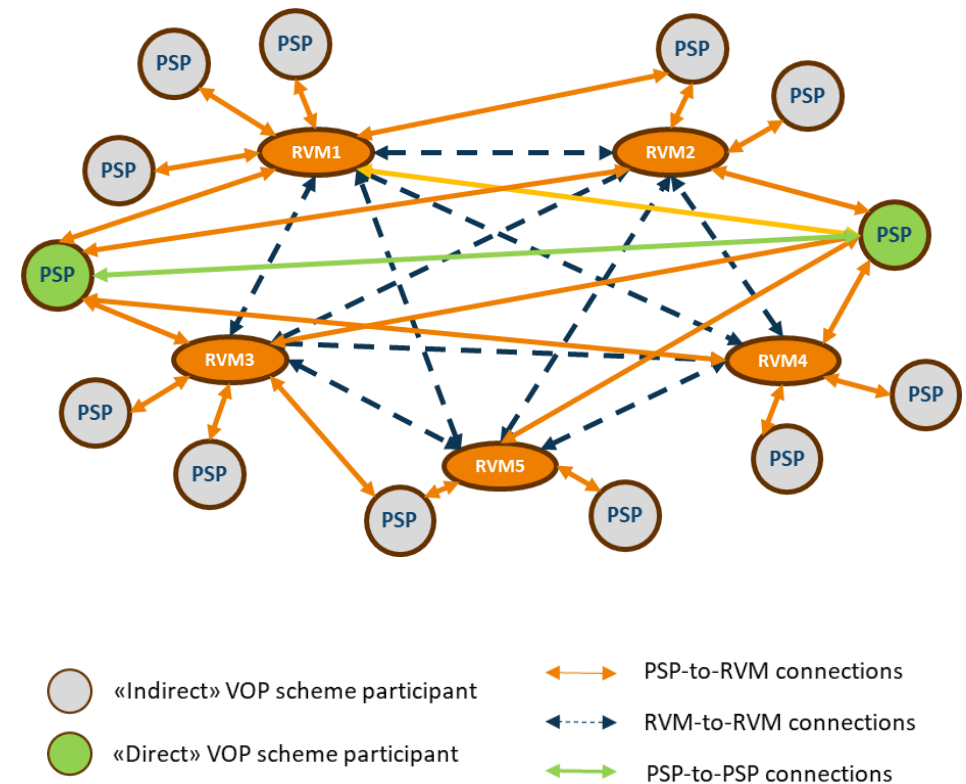 PSP
PSP
PSP
PSP
PSP
RVM1
RVM2
PSP
PSP
PSP
RVM3
RVM4
PSP
PSP
PSP
RVM5
PSP
PSP
PSP
«Indirect» VOP scheme participant
PSP-to-RVM connections
RVM-to-RVM connections
«Direct» VOP scheme participant
PSP-to-PSP connections